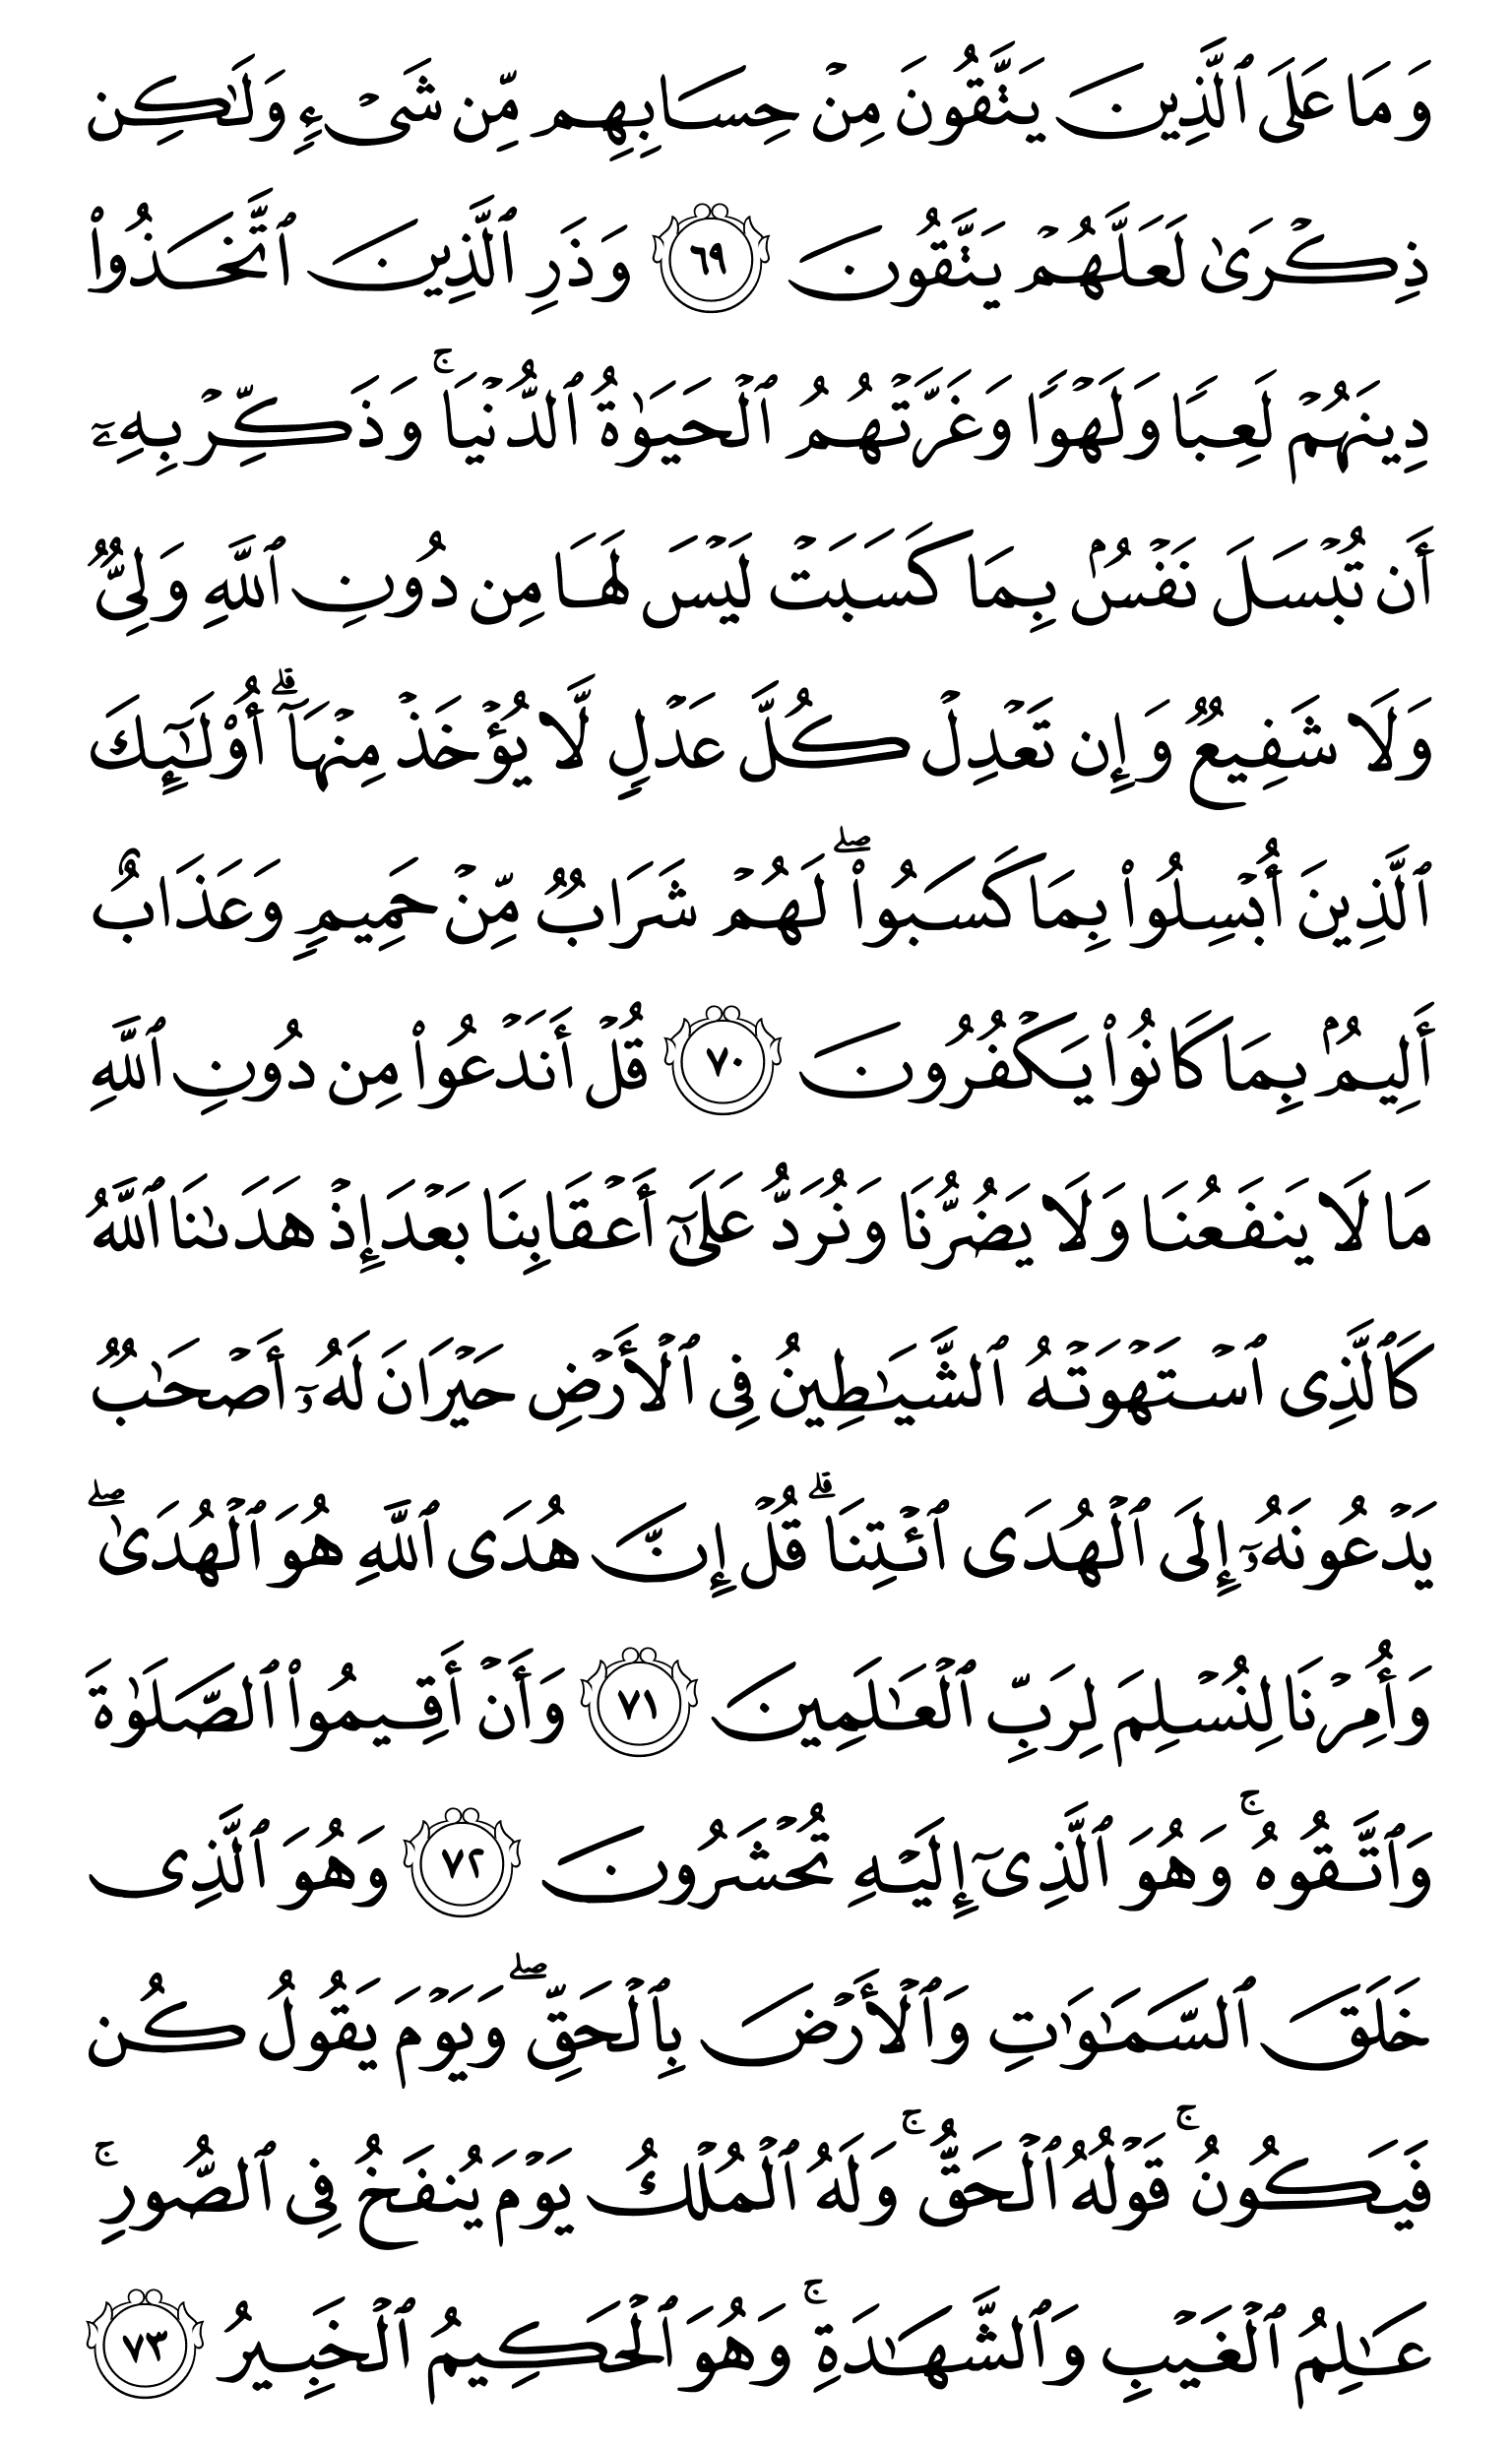 وَمَا عَلَى ٱلَّذِينَ يَتَّقُونَ مِنْ حِسَابِهِم مِّن شَىْءٍ وَلَٰكِن
ذِكْرَىٰ لَعَلَّهُمْ يَتَّقُونَ ٦٩ وَذَرِ ٱلَّذِينَ ٱتَّخَذُوا۟
دِينَهُمْ لَعِبًا وَلَهْوًا وَغَرَّتْهُمُ ٱلْحَيَوٰةُ ٱلدُّنْيَا ۚ وَذَكِّرْ بِهِۦٓ
أَن تُبْسَلَ نَفْسٌۢ بِمَا كَسَبَتْ لَيْسَ لَهَا مِن دُونِ ٱللَّهِ وَلِىٌّ
وَلَا شَفِيعٌ وَإِن تَعْدِلْ كُلَّ عَدْلٍ لَّا يُؤْخَذْ مِنْهَآ ۗ أُو۟لَٰٓئِكَ
ٱلَّذِينَ أُبْسِلُوا۟ بِمَا كَسَبُوا۟ ۖ لَهُمْ شَرَابٌ مِّنْ حَمِيمٍ وَعَذَابٌ
أَلِيمٌۢ بِمَا كَانُوا۟ يَكْفُرُونَ ٧٠ قُلْ أَنَدْعُوا۟ مِن دُونِ ٱللَّهِ
مَا لَا يَنفَعُنَا وَلَا يَضُرُّنَا وَنُرَدُّ عَلَىٰٓ أَعْقَابِنَا بَعْدَ إِذْ هَدَىٰنَا ٱللَّهُ
كَٱلَّذِى ٱسْتَهْوَتْهُ ٱلشَّيَٰطِينُ فِى ٱلْأَرْضِ حَيْرَانَ لَهُۥٓ أَصْحَٰبٌ
يَدْعُونَهُۥٓ إِلَى ٱلْهُدَى ٱئْتِنَا ۗ قُلْ إِنَّ هُدَى ٱللَّهِ هُوَ ٱلْهُدَىٰ ۖ
وَأُمِرْنَا لِنُسْلِمَ لِرَبِّ ٱلْعَٰلَمِينَ ٧١ وَأَنْ أَقِيمُوا۟ ٱلصَّلَوٰةَ
وَٱتَّقُوهُ ۚ وَهُوَ ٱلَّذِىٓ إِلَيْهِ تُحْشَرُونَ ٧٢ وَهُوَ ٱلَّذِى
خَلَقَ ٱلسَّمَٰوَٰتِ وَٱلْأَرْضَ بِٱلْحَقِّ ۖ وَيَوْمَ يَقُولُ كُن
فَيَكُونُ ۚ قَوْلُهُ ٱلْحَقُّ ۚ وَلَهُ ٱلْمُلْكُ يَوْمَ يُنفَخُ فِى ٱلصُّورِ ۚ
عَٰلِمُ ٱلْغَيْبِ وَٱلشَّهَٰدَةِ ۚ وَهُوَ ٱلْحَكِيمُ ٱلْخَبِيرُ ٧٣